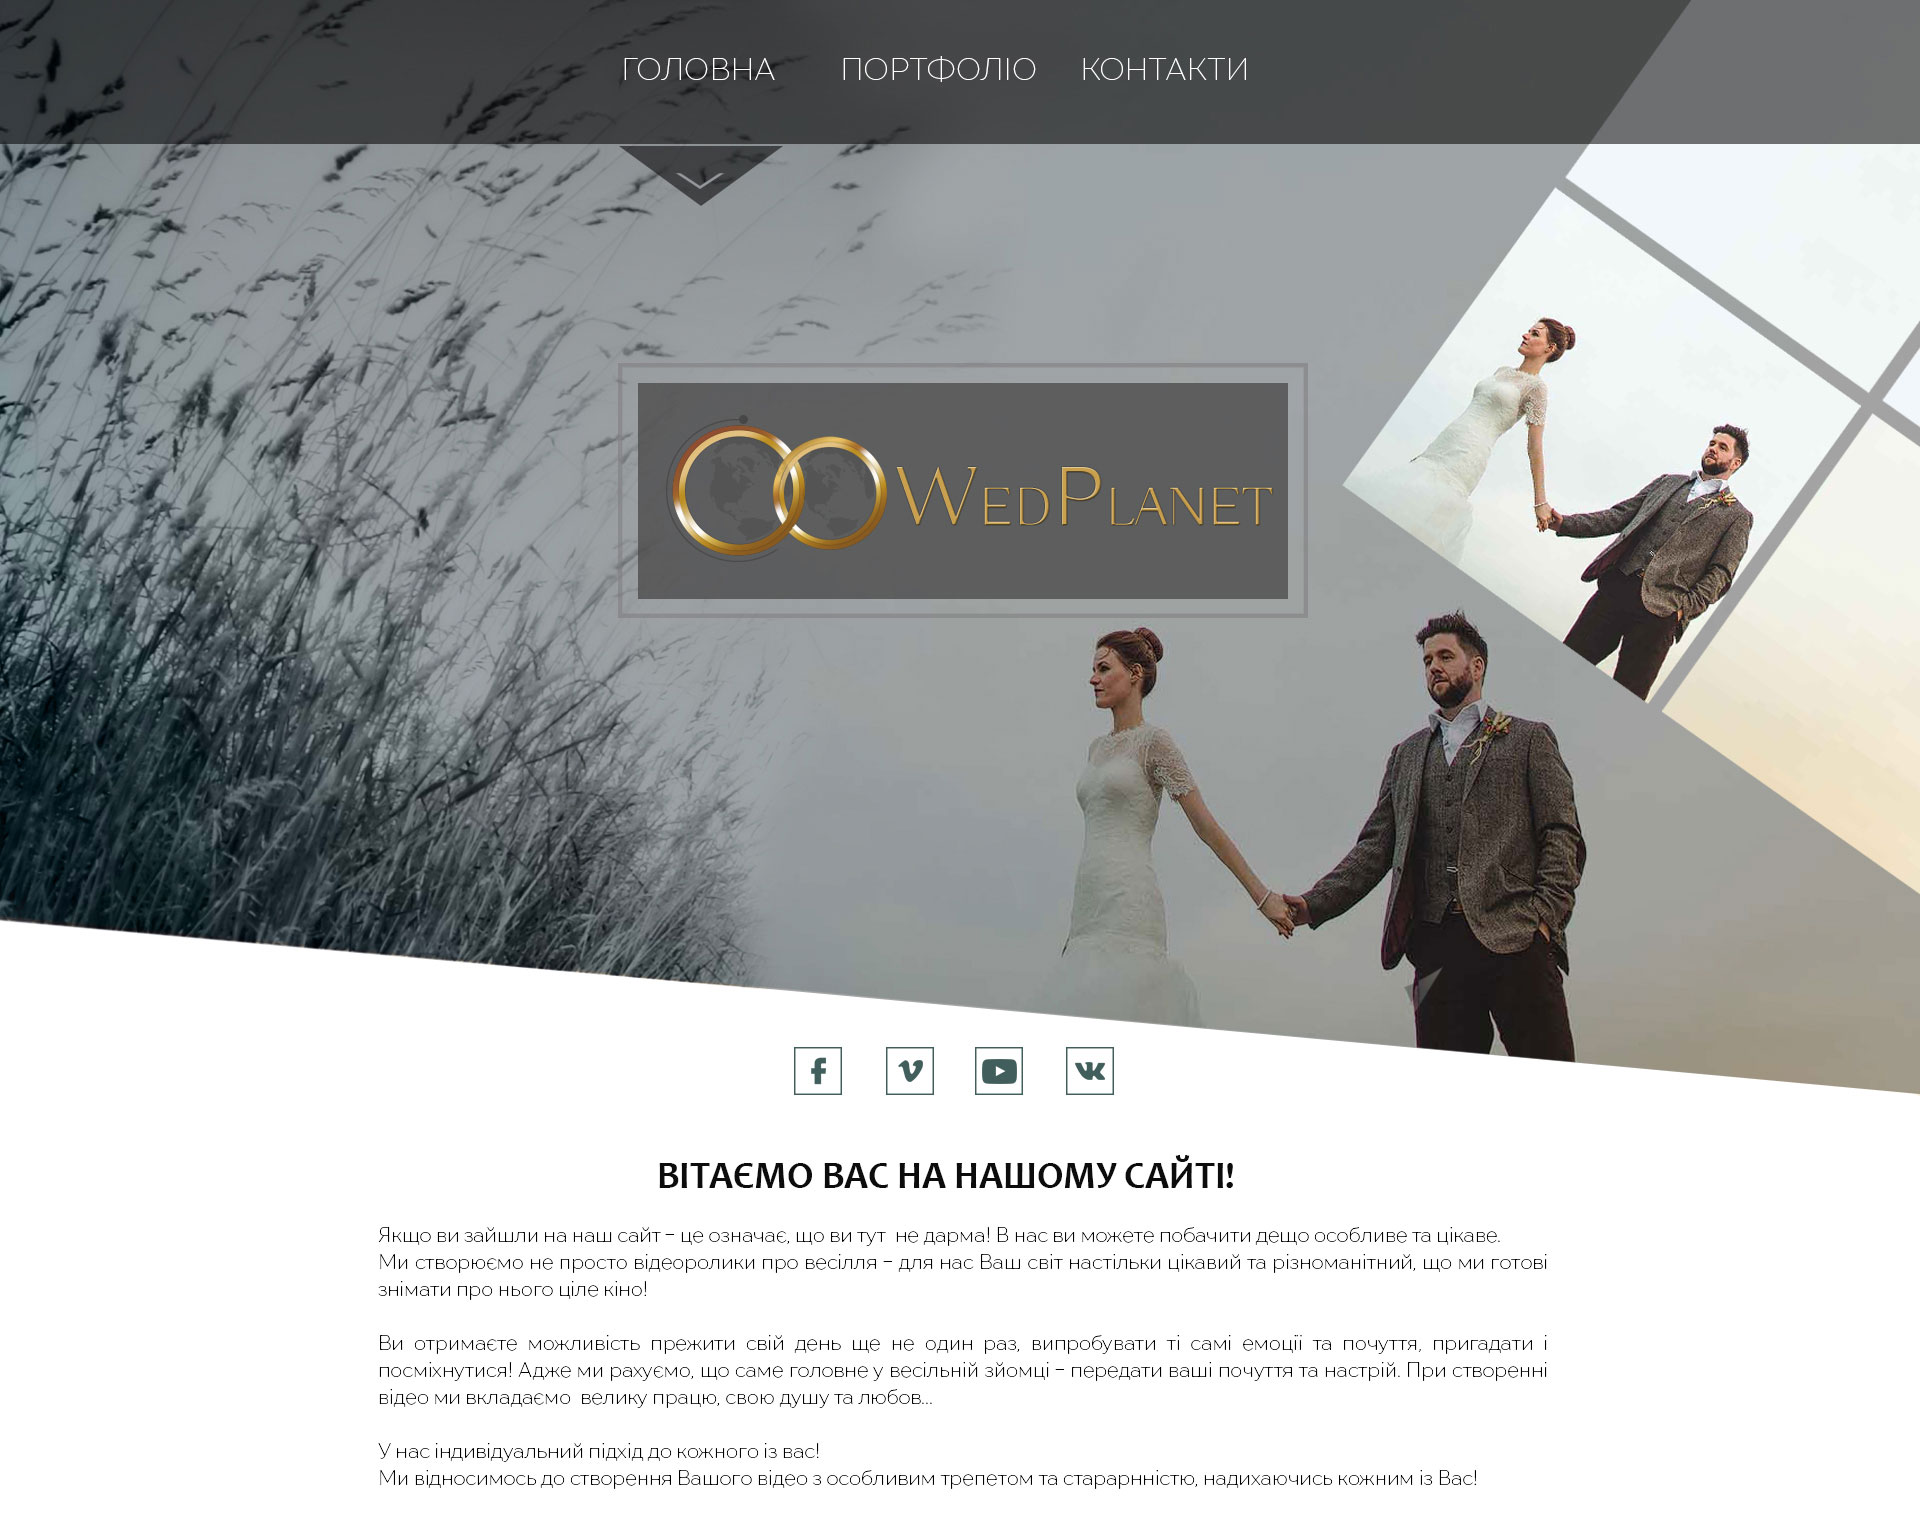 ГОЛОВНА ПОРТФОЛІО КОНТАКТИ
WEDPLANET
ВІТАЄМО ВАС НА НАШОМУ САЙТІ!
Якщо ви зайшли на наш сайт – це означає, що ви тут не дарма! В нас ви можете побачити дещо особливе та цікаве.
Ми створюємо не просто відеоролики про весілля – для нас Ваш світ настільки цікавий та різноманітний, що ми готові
знімати про нього ціле кіно!
Ви отримаєте можливість прежити свій день ще не один раз, випробувати ті самі емоції та почуття, пригадати і
посміхнутися! Адже ми рахуємо, що саме головне у весільній зйомці – передати ваші почуття та настрій. При створенні
відео ми вкладаємо велику працю, свою душу та любов...
У нас індивідуальний підхід до кожного із вас!
Ми відносимось до створення Вашого відео з особливим трепетом та старарнністю, надихаючись кожним із Вас!